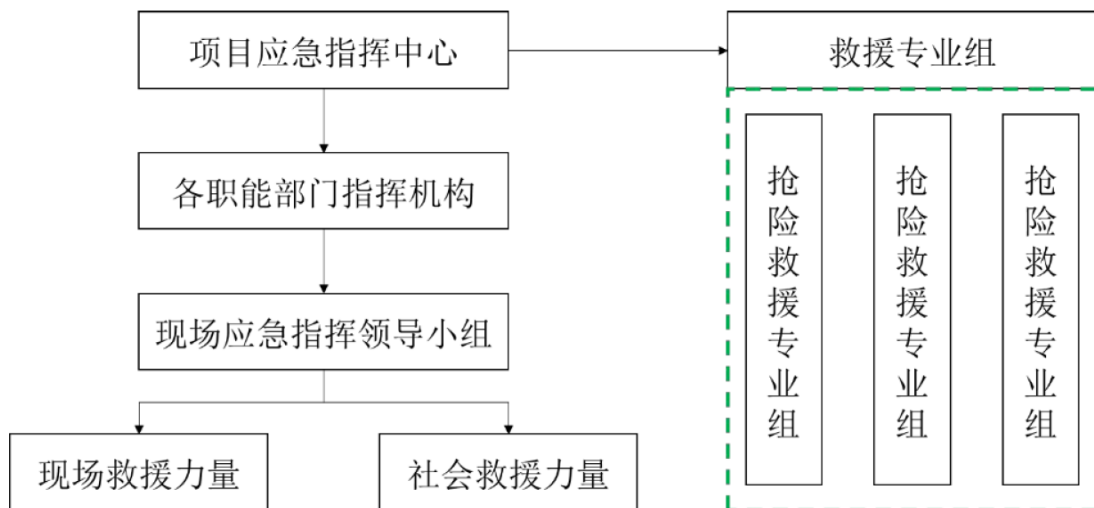 项目应急指挥中心
救援专业组
各职能部门指挥机构
现场应急指挥领导小组
现场救援力量
社会救援力量
抢险救援专业组
抢险救援专业组
抢险救援专业组